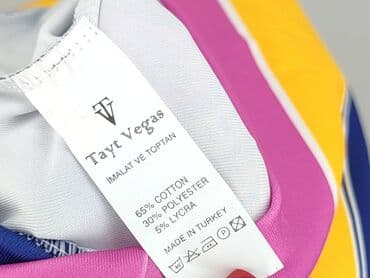 TV
Tayt Vegas
IMALAT VE TOPTAN
65% COTTON
30% POLYESTER
5% LYCRA
MADE IN TURKEY